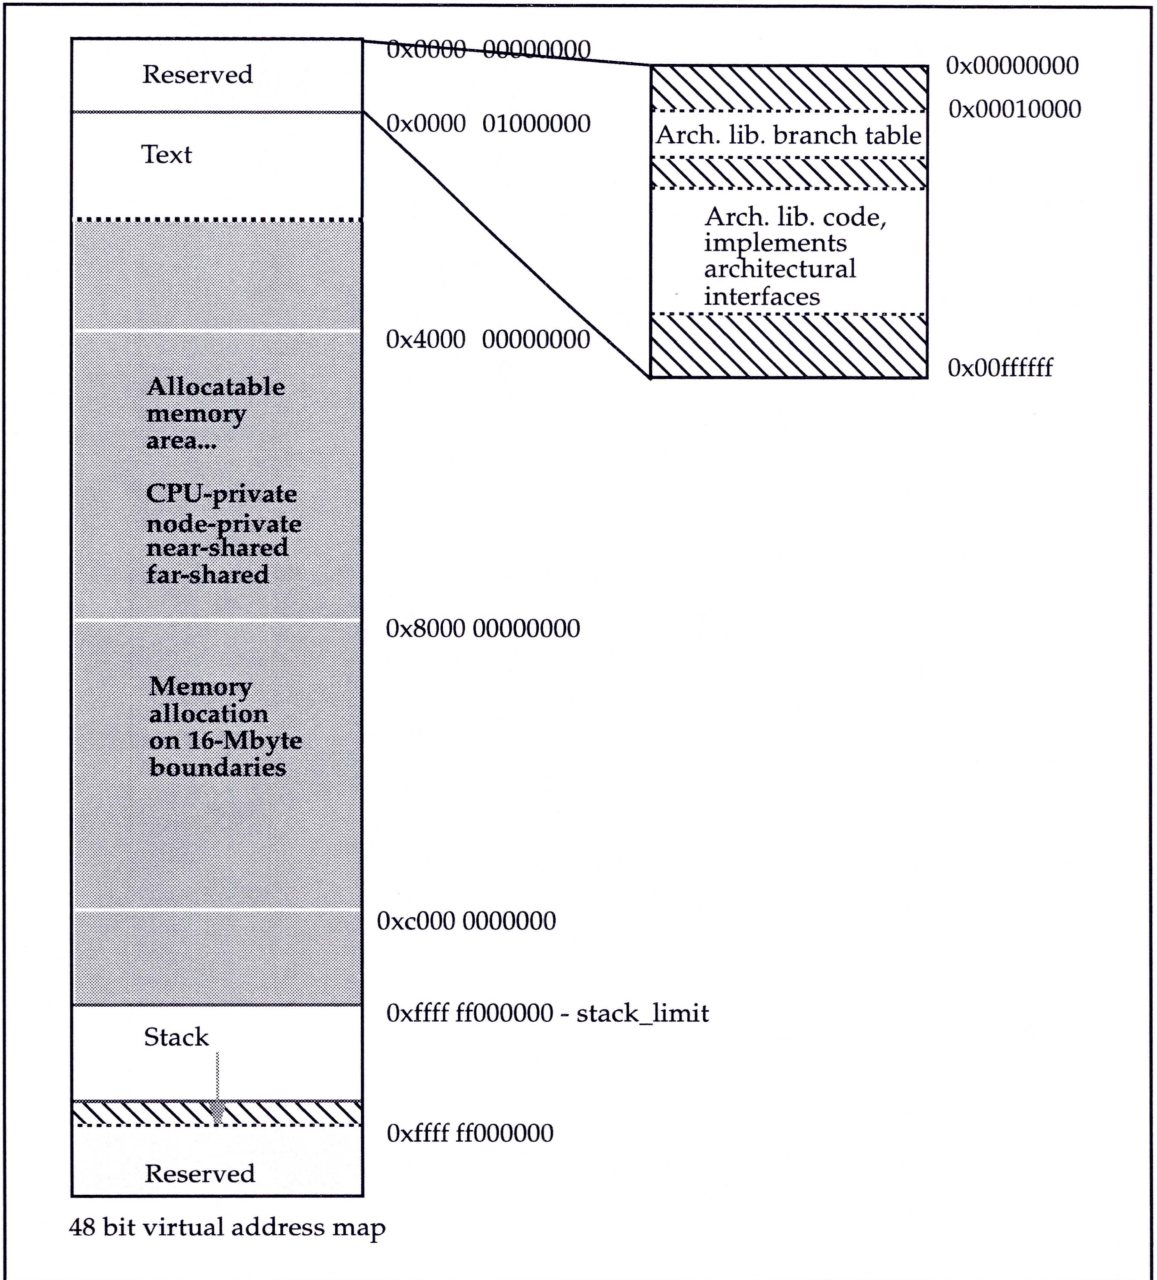 Reserved
0x0000 00000000
0x0000 01000000
Text
0x4000 00000000
Allocatable
memory
area...
CPU-private
node-private
near-shared
far-shared
0x8000 00000000
Memory
allocation
on 16-Mbyte
boundaries
0xc000 0000000
0xffff ff000000 - stack_limit
Stack
0xffff ff000000
Reserved
48 bit virtual address map
0x00000000
0x00010000
Arch. lib. branch table
Arch. lib. code,
implements
architectural
interfaces
0x00ffffff